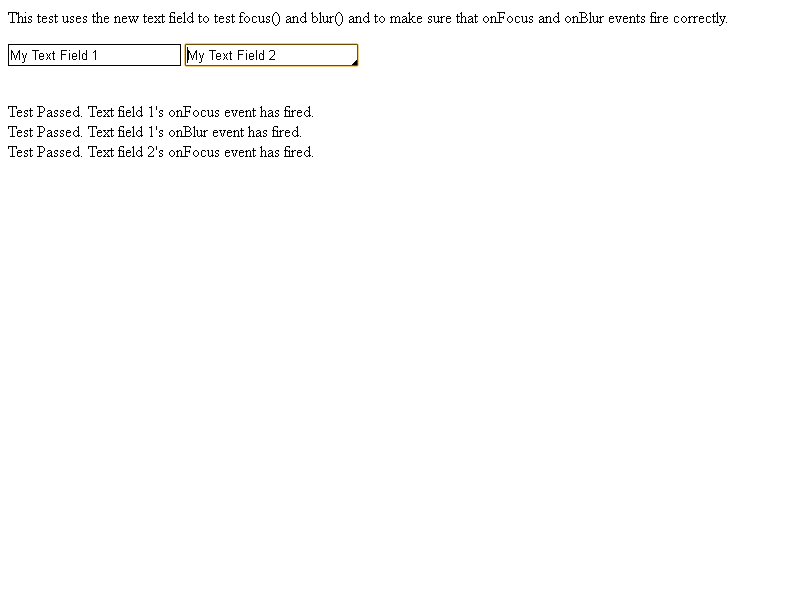 This test uses the new text field to test focus() and blur() and to make sure that onFocus and onBlur events fire correctly.
My Text Field 1 My Text Field 2
Test Passed. Text field 1's onFocus event has fired.
Test Passed. Text field 1's onBlur event has fired.
Test Passed. Text field 2's onFocus event has fired.